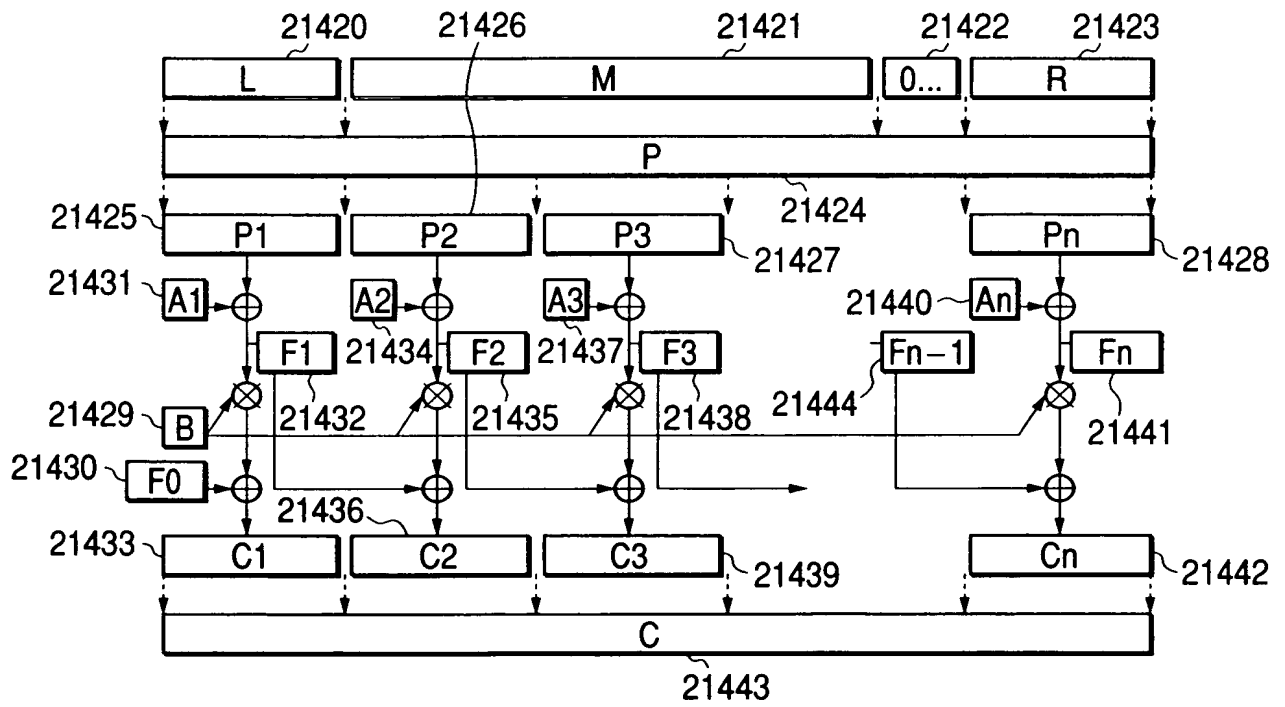 21420 21426 21421 21422 21423
L M 0... R
P
21425 21424
P1 P2 P3 21427 Pn 21428
21431 A1 A2 A3 21440 An
21434 21437
F1 F2 F3 Fn-1 Fn
21432 21435 21438 21444 21441
21429 B
21430 F0
21436
21433 C1 C2 C3 21439 Cn 21442
C
21443